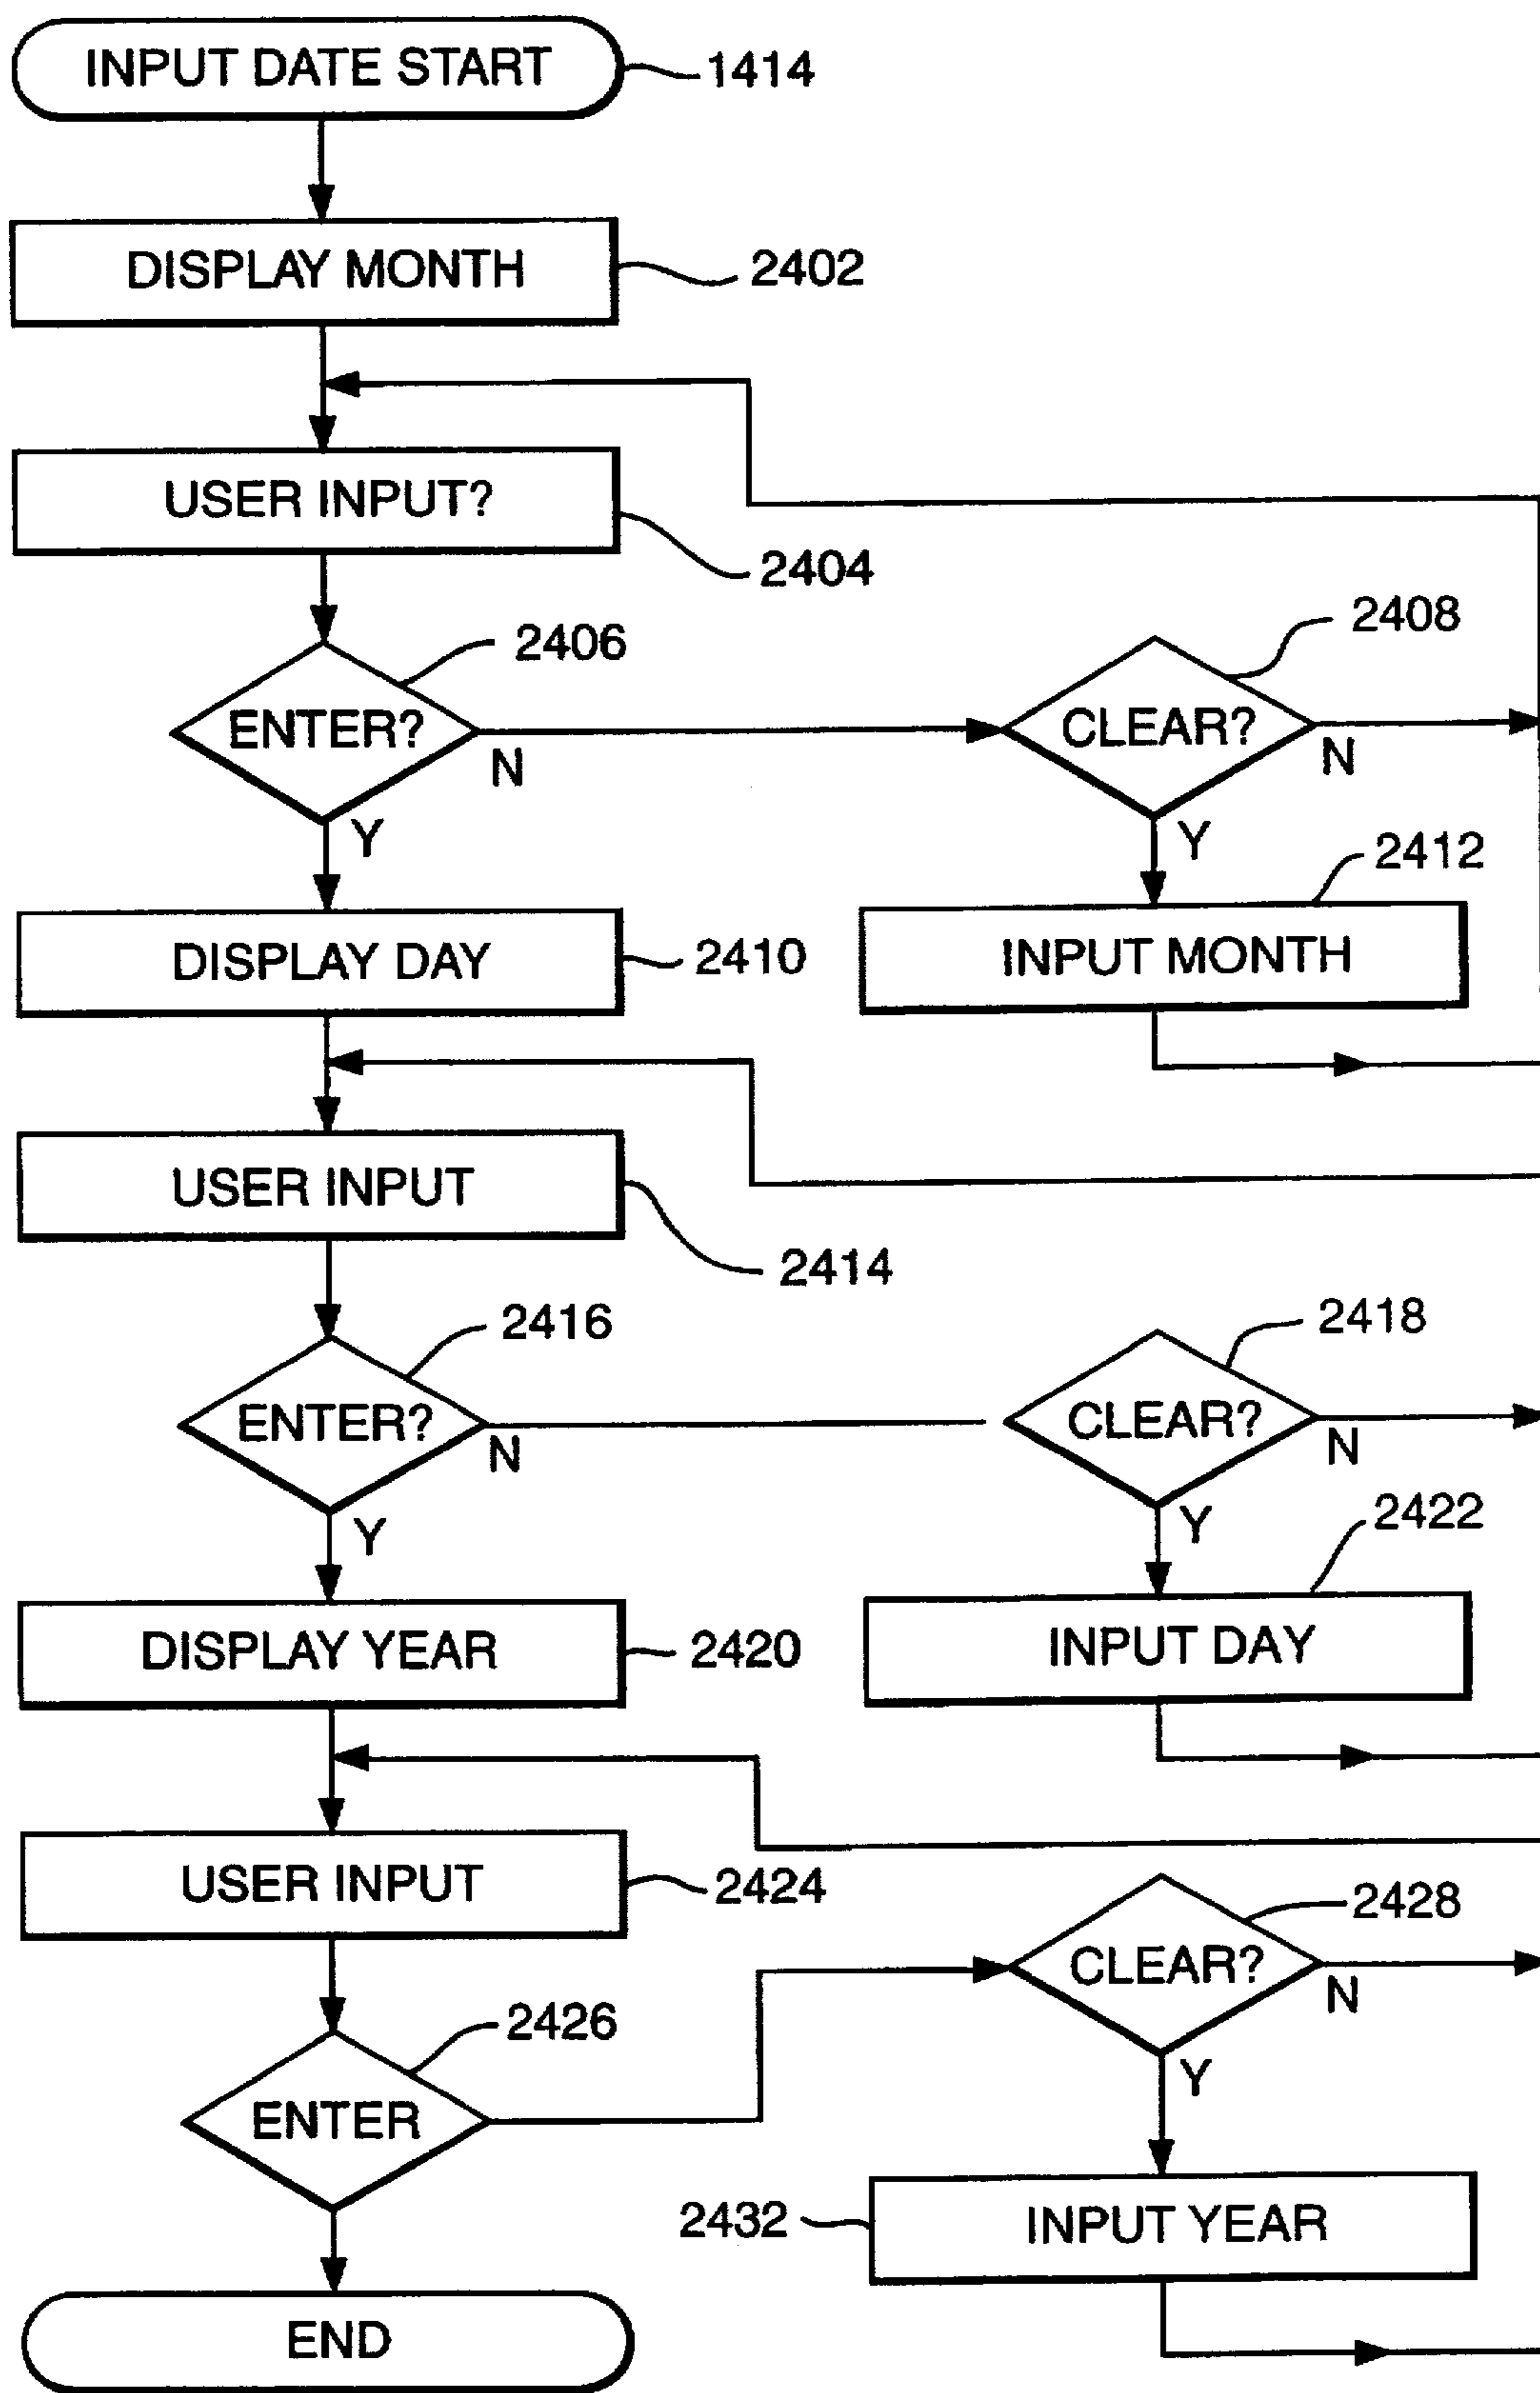 INPUT DATE START
1414
DISPLAY MONTH
2402
USER INPUT?
2404
2406
ENTER?
N
Y
2408
CLEAR?
N
Y
DISPLAY DAY
2410
2412
INPUT MONTH
USER INPUT
2414
2416
ENTER?
N
Y
2418
CLEAR?
N
Y
DISPLAY YEAR
2420
2422
INPUT DAY
USER INPUT
2424
2428
CLEAR?
N
Y
2426
ENTER
2432
INPUT YEAR
END